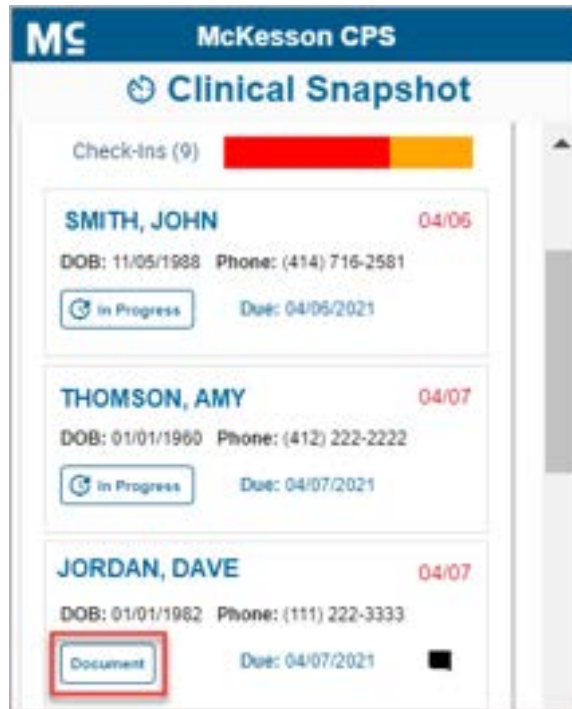 MC McKesson CPS
Clinical Snapshot
Check-Ins (9)
SMITH, JOHN 04/06
DOB: 11/05/1988 Phone: (414) 716-2581
In Progress Due: 04/06/2021
THOMSON, AMY 04/07
DOB: 01/01/1960 Phone: (412) 222-2222
In Progress Due: 04/07/2021
JORDAN, DAVE 04/07
DOB: 01/01/1982 Phone: (111) 222-3333
Document Due: 04/07/2021